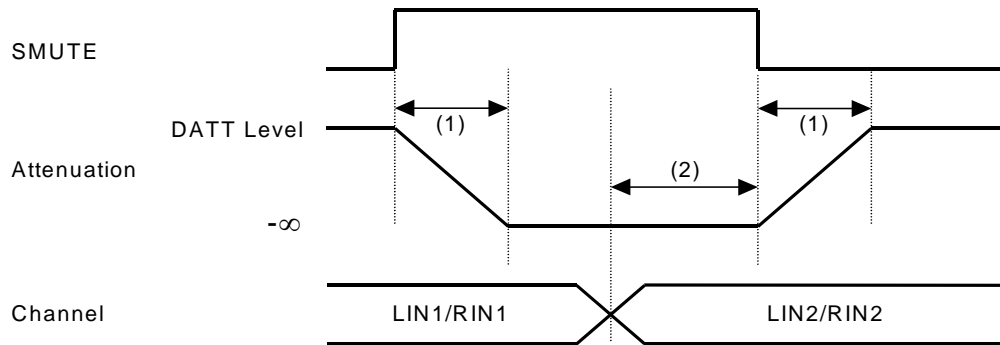 SMUTE
DATT Level
(1)
(1)
Attenuation
(2)
-∞
Channel
LIN1/RIN1
LIN2/RIN2